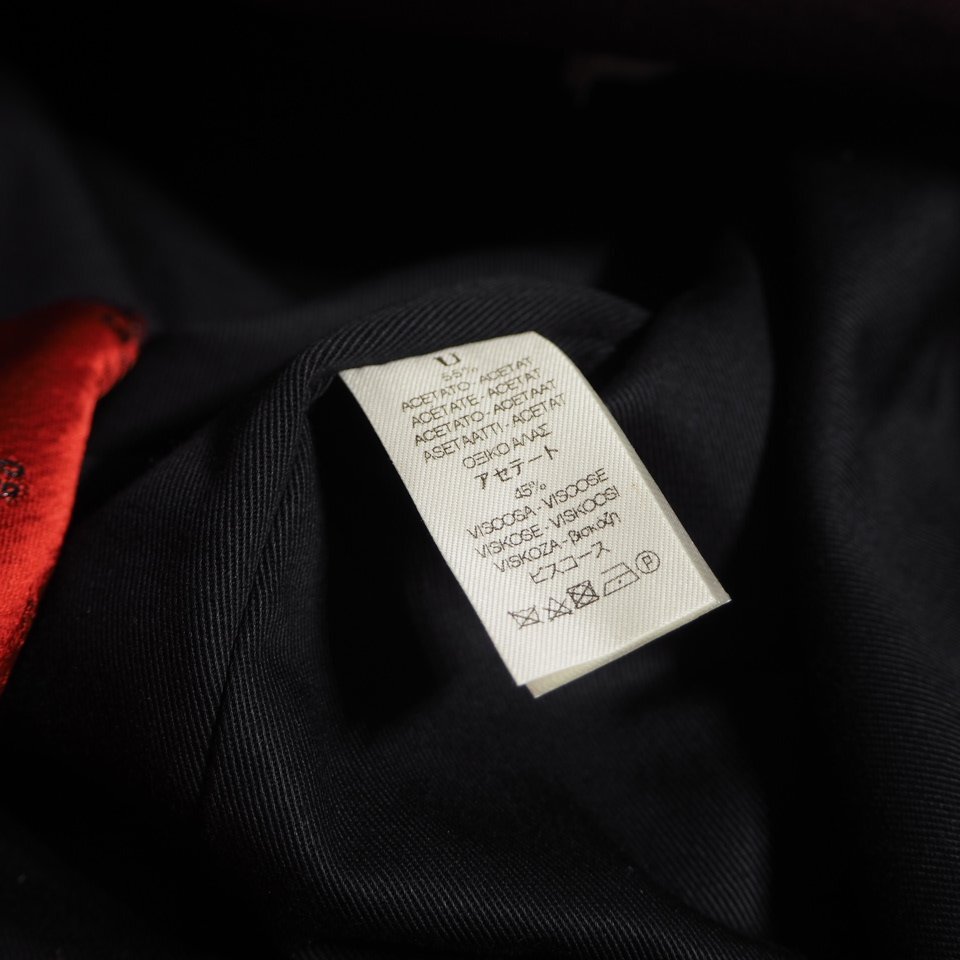 55%
ACETATO - ACETAT
ACETATE - ACETAT
ACETATO - ACETAAT
ASETAATTI - ACETAT
ΟΞΙΚΟ ΑΛΑΣ
アセテート
45%
VISCOSA - VISCOSE
VISKOSE - VISKOOSI
VISKOZA - Βισκοζη
ビスコース
P